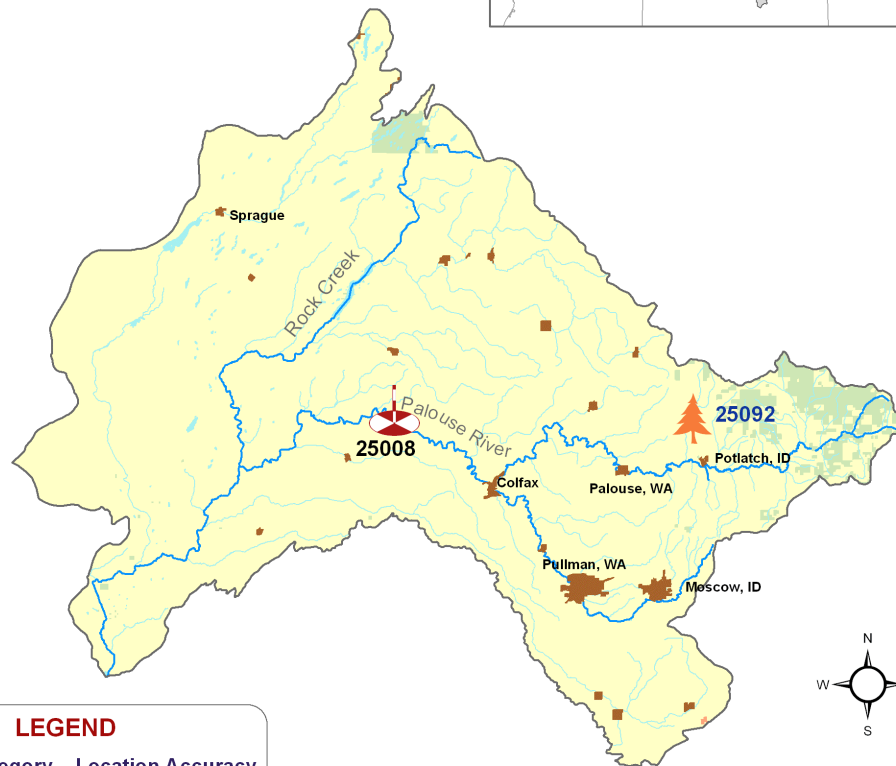 Sprague
Rock Creek
Palouse River
25092
25008
Potlatch, ID
Colfax
Palouse, WA
Pullman, WA
Moscow, ID
N
W
S
LEGEND
Location Accuracy